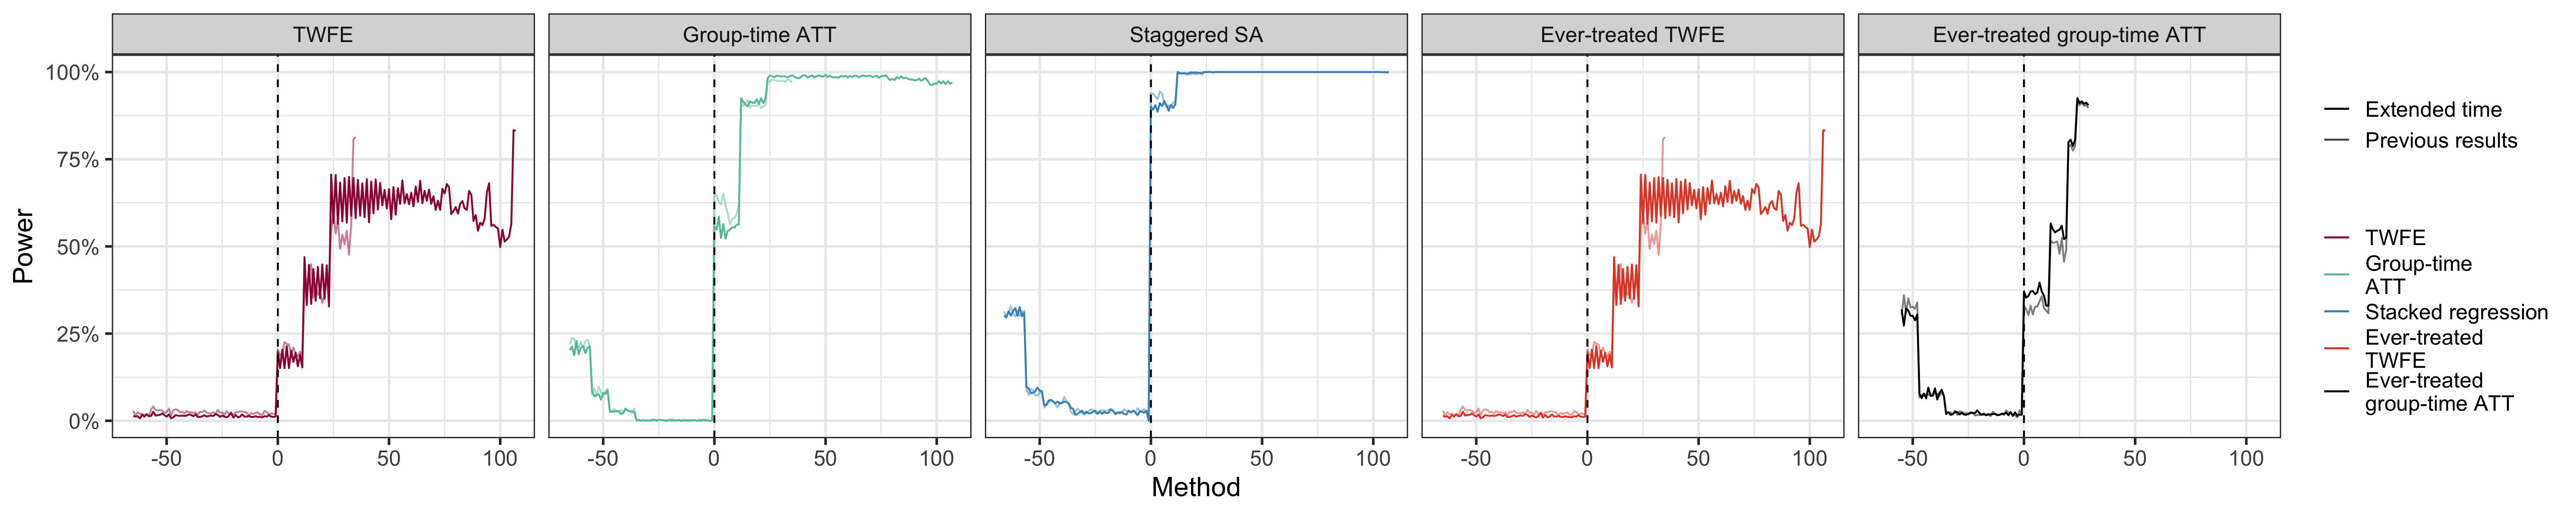 TWFE
Group-time ATT
Staggered SA
Ever-treated TWFE
Ever-treated group-time ATT
100%
75%
50%
25%
0%
Power
-50 0 50 100
-50 0 50 100
-50 0 50 100
-50 0 50 100
-50 0 50 100
Method
Extended time
Previous results
TWFE
Group-time
ATT
Stacked regression
Ever-treated
TWFE
Ever-treated
group-time ATT